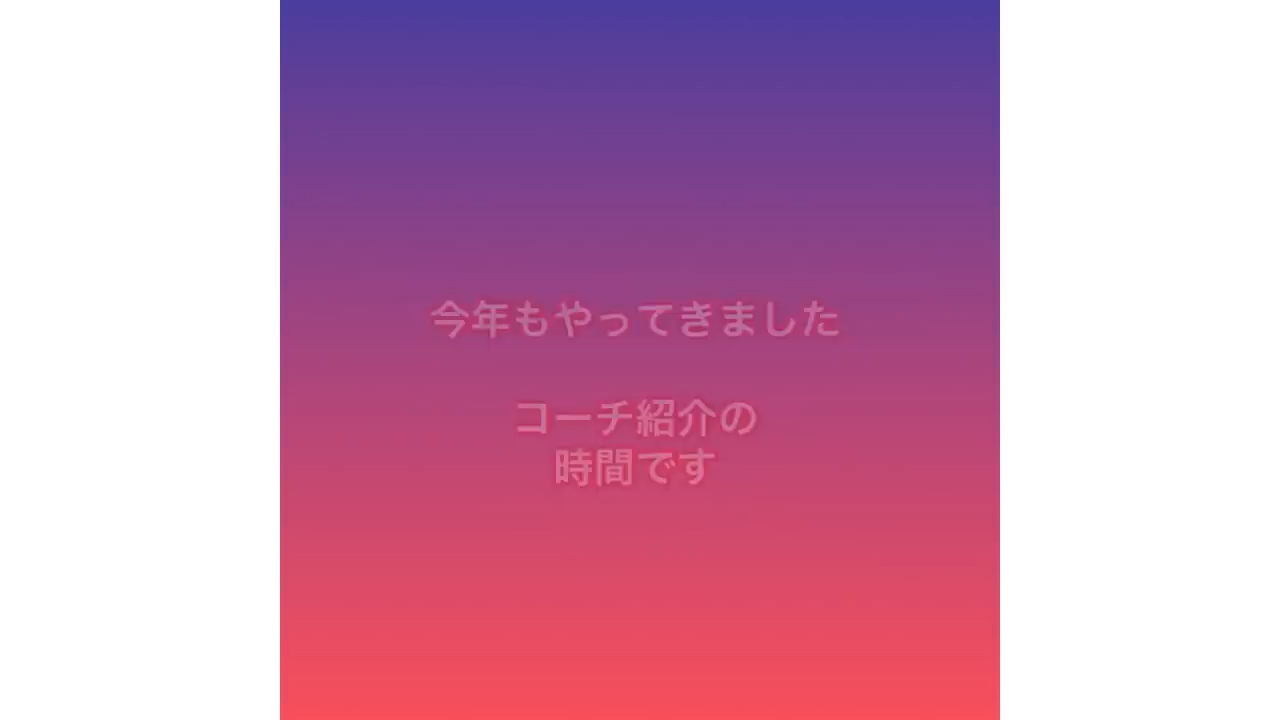 今年もやってきました
コーチ紹介の
時間です